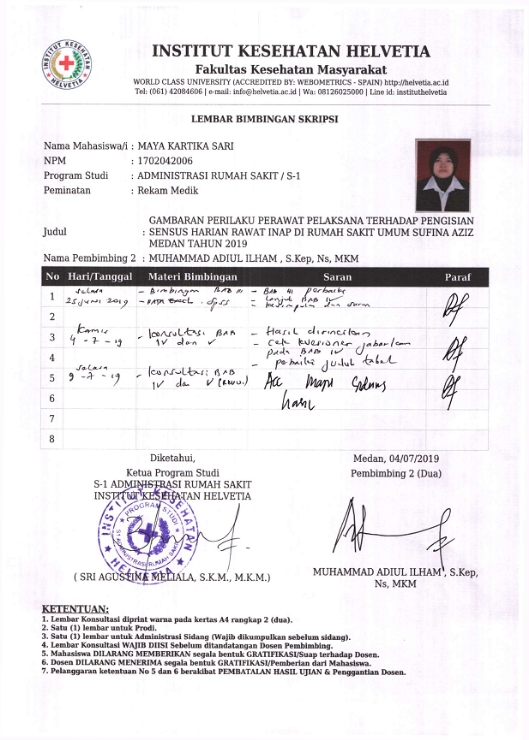 INSTITUT KESEHATAN HELVETIA
Fakultas Kesehatan Masyarakat
WORLD CLASS UNIVERSITY (ACCREDITED BY: WEBOMETRICS - SPAIN) http://helvetia.ac.id
Tel: (061) 42084606 | e-mail: info@helvetia.ac.id | Wa: 08126025000 | Line id: instituthelvetia
LEMBAR BIMBINGAN SKRIPSI
Nama Mahasiswa/i : MAYA KARTIKA SARI
NPM : 1702042006
Program Studi : ADMINISTRASI RUMAH SAKIT / S-1
Peminatan : Rekam Medik
Judul : GAMBARAN PERILAKU PERAWAT PELAKSANA TERHADAP PENGISIAN
SENSUS HARIAN RAWAT INAP DI RUMAH SAKIT UMUM SUFINA AZIZ
MEDAN TAHUN 2019
Nama Pembimbing 2 : MUHAMMAD ADIUL ILHAM , S.Kep, Ns, MKM
No Hari/Tanggal Materi Bimbingan Saran Paraf
1 selasa - Bimbingan BAB III - BAB III perbaiki
25 juni 2019 - - lanjut BAB IV
2
3 Kamis - konsultasi BAB - Hasil
4 - 7 - 19 IV dan V - cek kuesioner jabarkan
4 pada BAB IV
- perbaiki judul tabel
5 selasa - konsultasi BAB Acc
9 - 7 - 19 IV dan V
6 hasil
7
8
Diketahui,
Ketua Program Studi
S-1 ADMINISTRASI RUMAH SAKIT
INSTITUT KESEHATAN HELVETIA
INSTITUT KESEHATAN
PROGRAM STUDI
S1 ADMINISTRASI RUMAH SAKIT
HELVETIA
( SRI AGUSTINA MELIALA, S.K.M., M.K.M.)
Medan, 04/07/2019
Pembimbing 2 (Dua)
MUHAMMAD ADIUL ILHAM , S.Kep,
Ns, MKM
KETENTUAN:
1. Lembar Konsultasi diprint warna pada kertas A4 rangkap 2 (dua).
2. Satu (1) lembar untuk Prodi.
3. Satu (1) lembar untuk Administrasi Sidang (Wajib dikumpulkan sebelum sidang).
4. Lembar Konsultasi WAJIB DIISI Sebelum ditandatangan Dosen Pembimbing.
5. Mahasiswa DILARANG MEMBERIKAN segala bentuk GRATIFIKASI/Suap terhadap Dosen.
6. Dosen DILARANG MENERIMA segala bentuk GRATIFIKASI/Pemberian dari Mahasiswa.
7. Pelanggaran ketentuan No 5 dan 6 berakibat PEMBATALAN HASIL UJIAN & Penggantian Dosen.